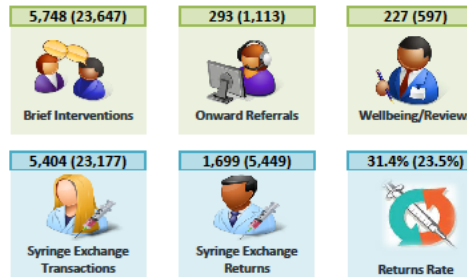 5,748 (23,647)
293 (1,113)
227 (597)
Brief Interventions
Onward Referrals
Wellbeing/Review
5,404 (23,177)
1,699 (5,449)
31.4% (23.5%)
Syringe Exchange
Transactions
Syringe Exchange
Returns
Returns Rate